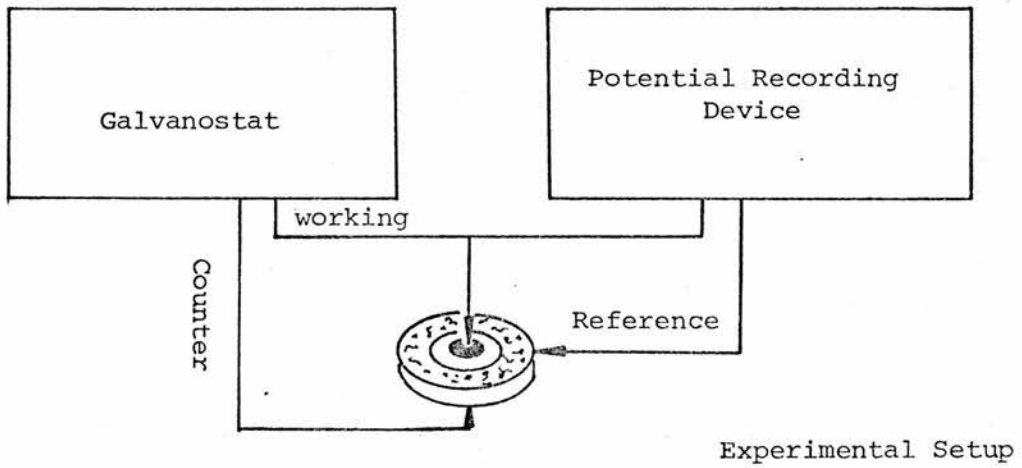 Galvanostat
Potential Recording
Device
working
Counter
Reference
Experimental Setup